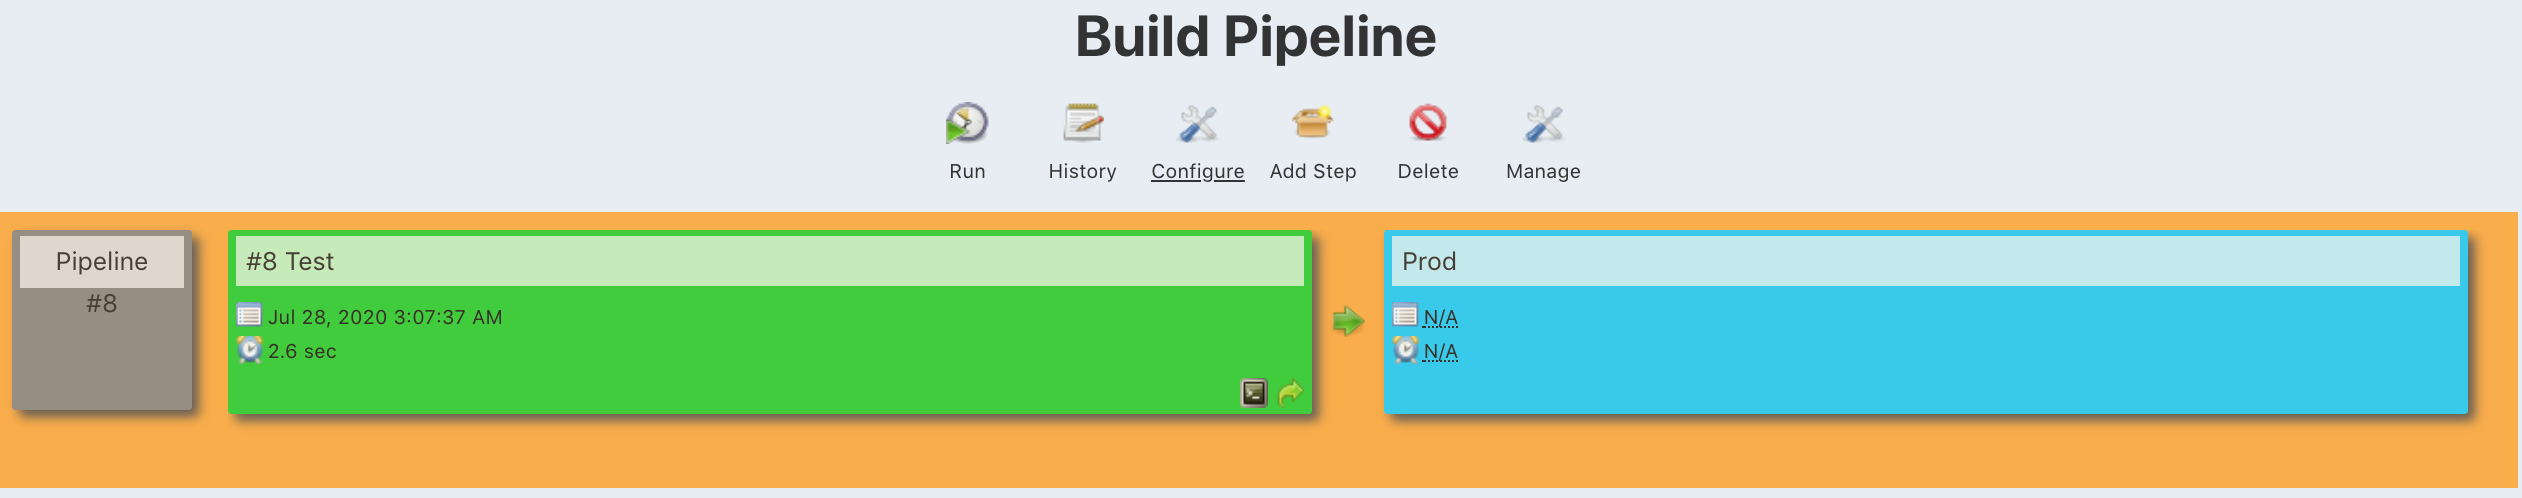 Build Pipeline
Run History Configure Add Step Delete Manage
Pipeline
#8
#8 Test
Jul 28, 2020 3:07:37 AM
2.6 sec
Prod
N/A
N/A